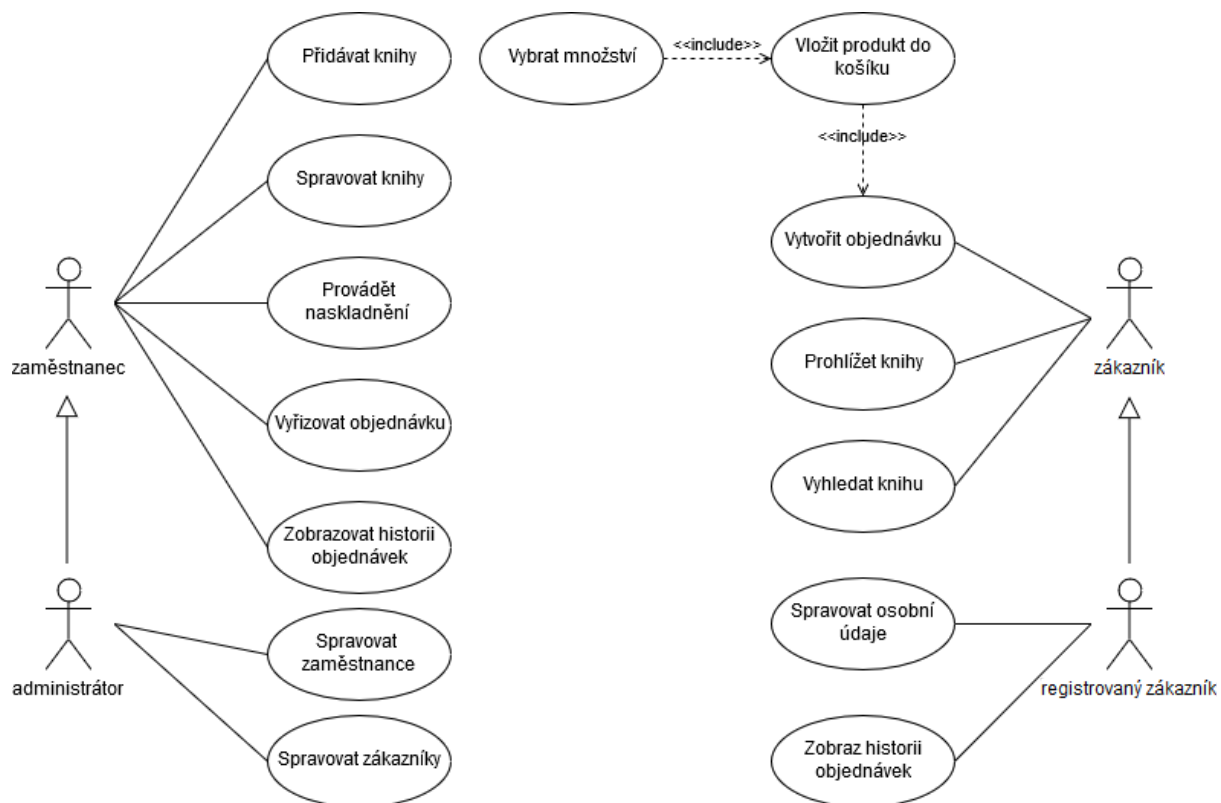 Přidávat knihy
Vybrat množství
<<include>>
Vložit produkt do
košíku
<<include>>
Spravovat knihy
Vytvořit objednávku
Provádět
naskladnění
zaměstnanec
Prohlížet knihy
zákazník
Vyřizovat objednávku
Vyhledat knihu
Zobrazovat historii
objednávek
Spravovat
zaměstnance
Spravovat osobní
údaje
administrátor
registrovaný zákazník
Spravovat zákazníky
Zobraz historii
objednávek